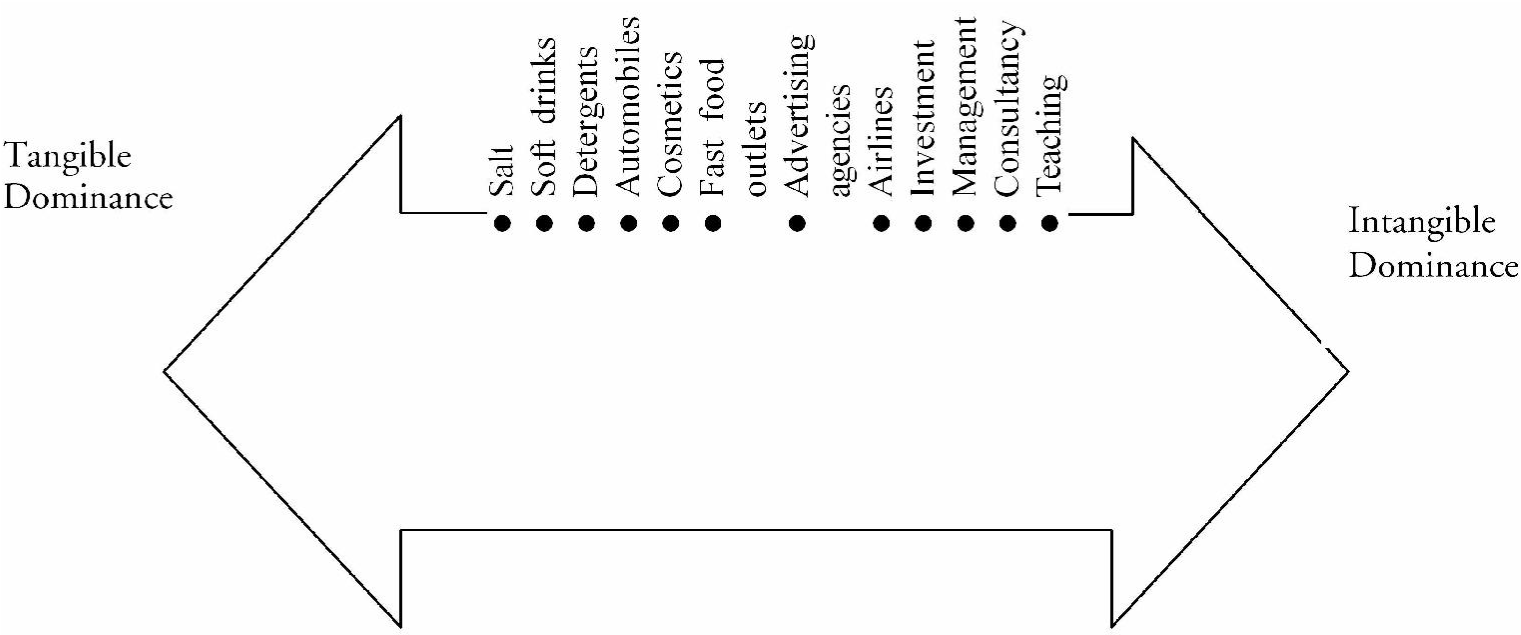 Tangible
Dominance
Salt
Soft drinks
Detergents
Automobiles
Cosmetics
Fast food
outlets
Advertising
agencies
Airlines
Investment
Management
Consultancy
Teaching
Intangible
Dominance